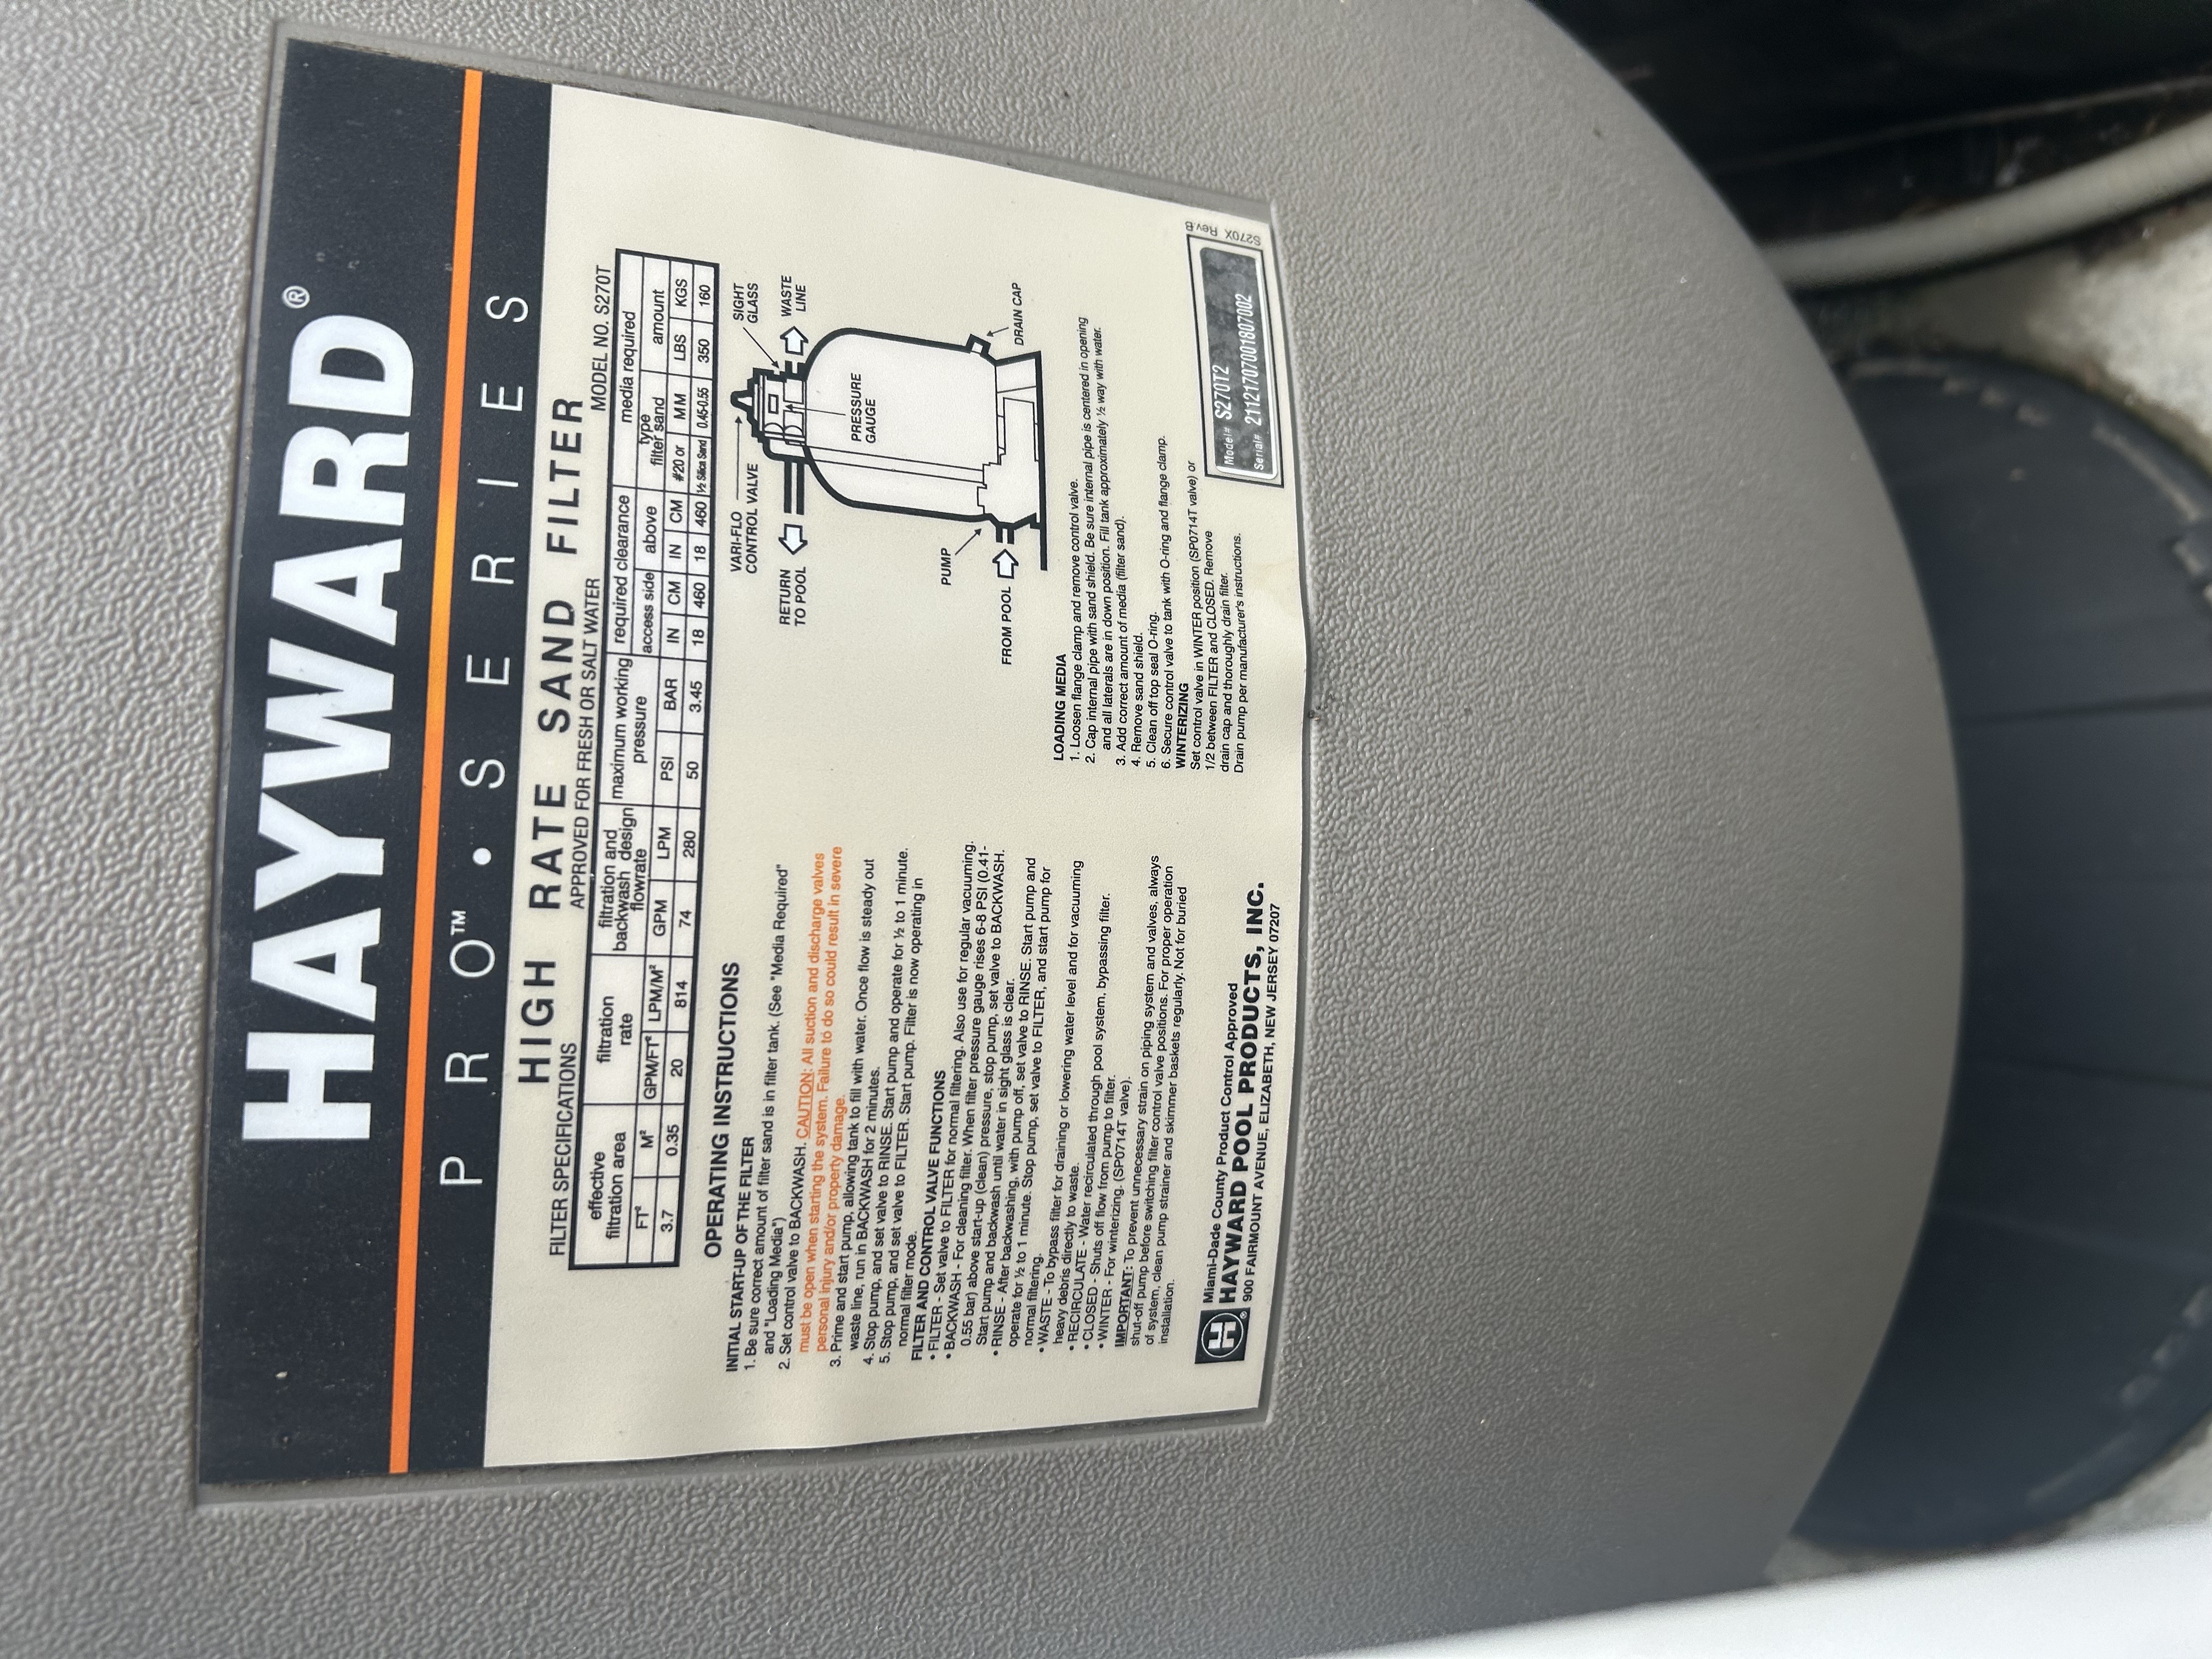 HAYWARD®
PRO™•SERIES
HIGH RATE SAND FILTER
APPROVED FOR FRESH OR SALT WATER
FILTER SPECIFICATIONS MODEL NO. S270T
effective filtration area filtration rate filtration and backwash design flowrate maximum working pressure required clearance media required
access side above type filter sand amount
FT² M² GPM/FT² LPM/M² GPM LPM PSI BAR IN CM IN CM #20 or MM LBS KGS
3.7 0.35 20 814 74 280 50 3.45 18 460 18 460 ½ Silica Sand 0.45-0.55 350 160
OPERATING INSTRUCTIONS
INITIAL START-UP OF THE FILTER
1. Be sure correct amount of filter sand is in filter tank. (See "Media Required"
and "Loading Media")
2. Set control valve to BACKWASH. CAUTION: All suction and discharge valves
must be open when starting the system. Failure to do so could result in severe
personal injury and/or property damage.
3. Prime and start pump, allowing tank to fill with water. Once flow is steady out
waste line, run in BACKWASH for 2 minutes.
4. Stop pump, and set valve to RINSE. Start pump and operate for ½ to 1 minute.
5. Stop pump, and set valve to FILTER. Start pump. Filter is now operating in
normal filter mode.
FILTER AND CONTROL VALVE FUNCTIONS
• FILTER - Set valve to FILTER for normal filtering. Also use for regular vacuuming.
• BACKWASH - For cleaning filter. When filter pressure gauge rises 6-8 PSI (0.41-
0.55 bar) above start-up (clean) pressure, stop pump, set valve to BACKWASH.
Start pump and backwash until water in sight glass is clear.
• RINSE - After backwashing, with pump off, set valve to RINSE. Start pump and
operate for ½ to 1 minute. Stop pump, set valve to FILTER, and start pump for
normal filtering.
• WASTE - To bypass filter for draining or lowering water level and for vacuuming
heavy debris directly to waste.
• RECIRCULATE - Water recirculated through pool system, bypassing filter.
• CLOSED - Shuts off flow from pump to filter.
• WINTER - For winterizing. (SP0714T valve).
IMPORTANT: To prevent unnecessary strain on piping system and valves, always
shut-off pump before switching filter control valve positions. For proper operation
of system, clean pump strainer and skimmer baskets regularly. Not for buried
installation.
Miami-Dade County Product Control Approved
HAYWARD POOL PRODUCTS, INC.
900 FAIRMOUNT AVENUE, ELIZABETH, NEW JERSEY 07207
H®
VARI-FLO
CONTROL VALVE
SIGHT
GLASS
RETURN
TO POOL
WASTE
LINE
PRESSURE
GAUGE
PUMP
FROM POOL
DRAIN CAP
LOADING MEDIA
1. Loosen flange clamp and remove control valve.
2. Cap internal pipe with sand shield. Be sure internal pipe is centered in opening
and all laterals are in down position. Fill tank approximately ½ way with water.
3. Add correct amount of media (filter sand).
4. Remove sand shield.
5. Clean off top seal O-ring.
6. Secure control valve to tank with O-ring and flange clamp.
WINTERIZING
Set control valve in WINTER position (SP0714T valve) or
1/2 between FILTER and CLOSED. Remove
drain cap and thoroughly drain filter.
Drain pump per manufacturer's instructions.
Model# S270T2
Serial# 21121707001807002
S270X Rev.B